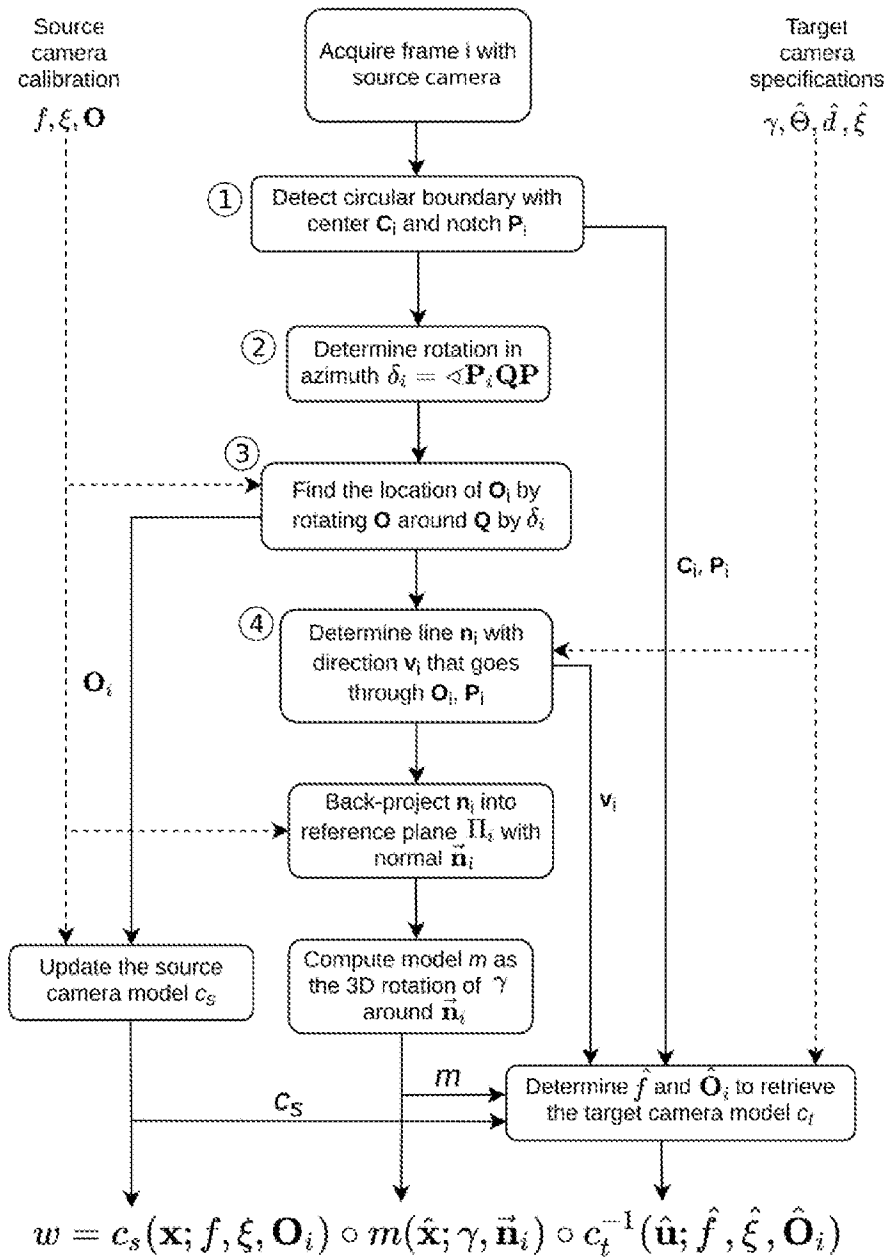 Source
camera
calibration
f, ξ, O
Acquire frame i with
source camera
Target
camera
specifications
γ, Θ̂, d̂, ξ̂
1
Detect circular boundary with
center Cᵢ and notch Pᵢ
2
Determine rotation in
azimuth δᵢ = ∢PᵢQP
3
Find the location of Oᵢ by
rotating O around Q by δᵢ
Cᵢ, Pᵢ
4
Determine line nᵢ with
direction vᵢ that goes
through Oᵢ, Pᵢ
Oᵢ
vᵢ
Back-project nᵢ into
reference plane Πᵢ with
normal n⃗ᵢ
Update the source
camera model cₛ
Compute model m as
the 3D rotation of γ
around n⃗ᵢ
m
cₛ
Determine f̂ and Ôᵢ to retrieve
the target camera model cₜ
w = cₛ(x; f, ξ, Oᵢ) ∘ m(x̂; γ, n⃗ᵢ) ∘ cₜ⁻¹(û; f̂, ξ̂, Ôᵢ)